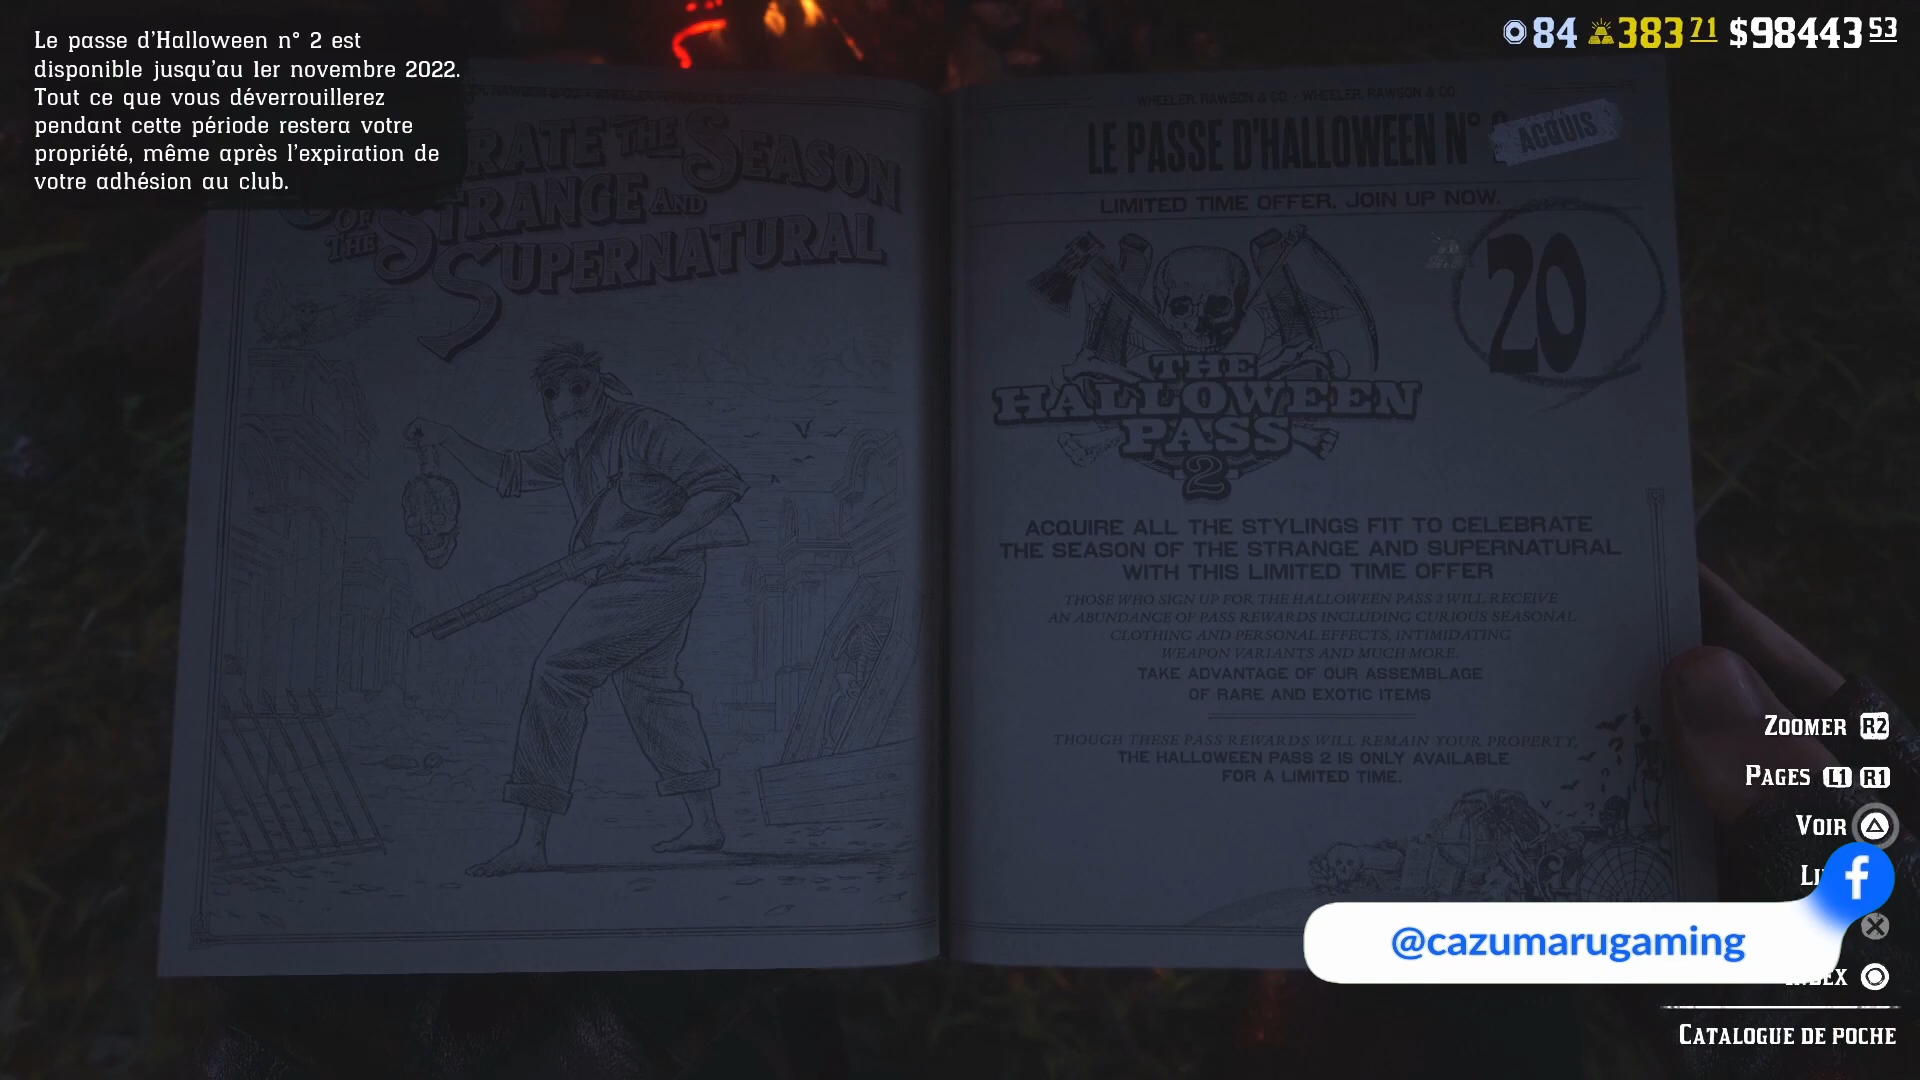 Le passe d'Halloween n° 2 est
disponible jusqu'au 1er novembre 2022.
Tout ce que vous déverrouillerez
pendant cette période restera votre
propriété, même après l'expiration de
votre adhésion au club.
84 383 71 $98443 53
THE SEASON
OF THE STRANGE AND
SUPERNATURAL
WHEELER, RAWSON & CO. - WHEELER, RAWSON & CO
LE PASSE D'HALLOWEEN N°
ACQUIS
LIMITED TIME OFFER. JOIN UP NOW.
20
THE
HALLOWEEN
PASS
2
ACQUIRE ALL THE STYLINGS FIT TO CELEBRATE
THE SEASON OF THE STRANGE AND SUPERNATURAL
WITH THIS LIMITED TIME OFFER
THOSE WHO SIGN UP FOR THE HALLOWEEN PASS 2 WILL RECEIVE
AN ABUNDANCE OF PASS REWARDS INCLUDING CURIOUS SEASONAL
CLOTHING AND PERSONAL EFFECTS, INTIMIDATING
WEAPON VARIANTS AND MUCH MORE.
TAKE ADVANTAGE OF OUR ASSEMBLAGE
OF RARE AND EXOTIC ITEMS
THOUGH THESE PASS REWARDS WILL REMAIN YOUR PROPERTY,
THE HALLOWEEN PASS 2 IS ONLY AVAILABLE
FOR A LIMITED TIME.
ZOOMER R2
PAGES L1 R1
VOIR
@cazumarugaming
CATALOGUE DE POCHE